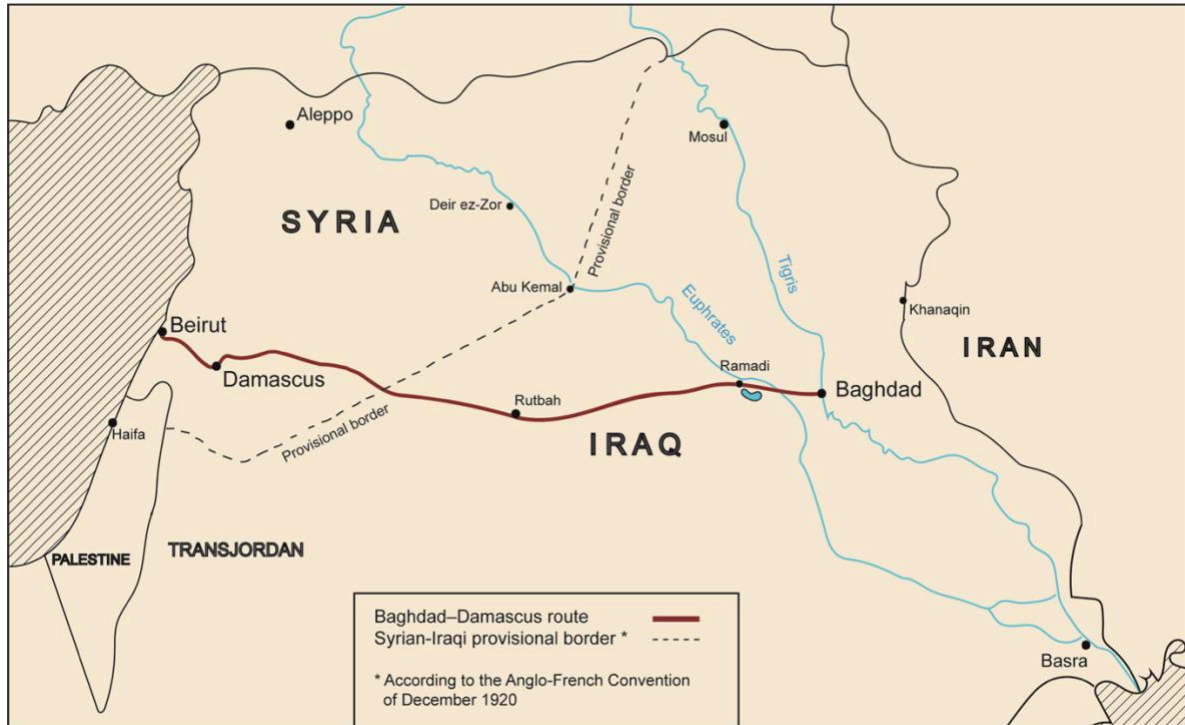 Aleppo
Mosul
Deir ez-Zor
SYRIA
Provisional border
Tigris
Abu Kemal
Euphrates
Khanaqin
Beirut
IRAN
Damascus
Ramadi
Baghdad
Rutbah
Haifa
Provisional border
IRAQ
PALESTINE
TRANSJORDAN
Baghdad–Damascus route
Syrian-Iraqi provisional border *
* According to the Anglo-French Convention
of December 1920
Basra